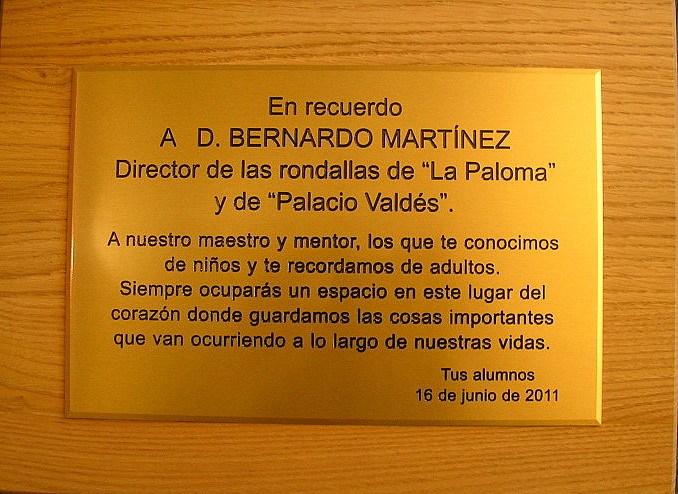 En recuerdo
A D. BERNARDO MARTÍNEZ
Director de las rondallas de “La Paloma”
y de “Palacio Valdés”.
A nuestro maestro y mentor, los que te conocimos
de niños y te recordamos de adultos.
Siempre ocuparás un espacio en este lugar del
corazón donde guardamos las cosas importantes
que van ocurriendo a lo largo de nuestras vidas.
Tus alumnos
16 de junio de 2011